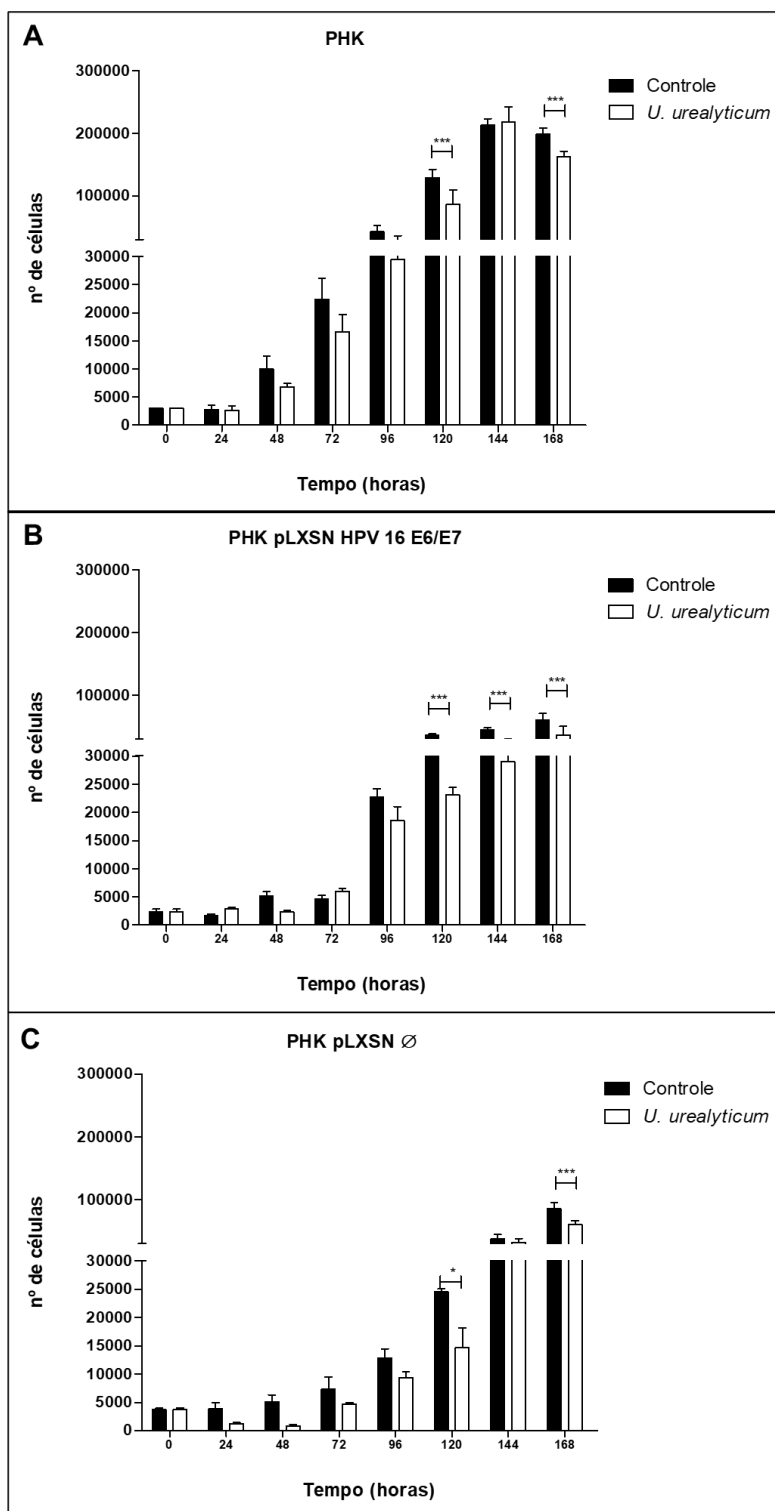 A
PHK
300000
200000
100000
30000
25000
20000
15000
10000
5000
0
nº de células
***
***
Controle
U. urealyticum
0 24 48 72 96 120 144 168
Tempo (horas)
B
PHK pLXSN HPV 16 E6/E7
300000
200000
100000
30000
25000
20000
15000
10000
5000
0
nº de células
***
***
***
Controle
U. urealyticum
0 24 48 72 96 120 144 168
Tempo (horas)
C
PHK pLXSN ∅
300000
200000
100000
30000
25000
20000
15000
10000
5000
0
nº de células
*
***
Controle
U. urealyticum
0 24 48 72 96 120 144 168
Tempo (horas)